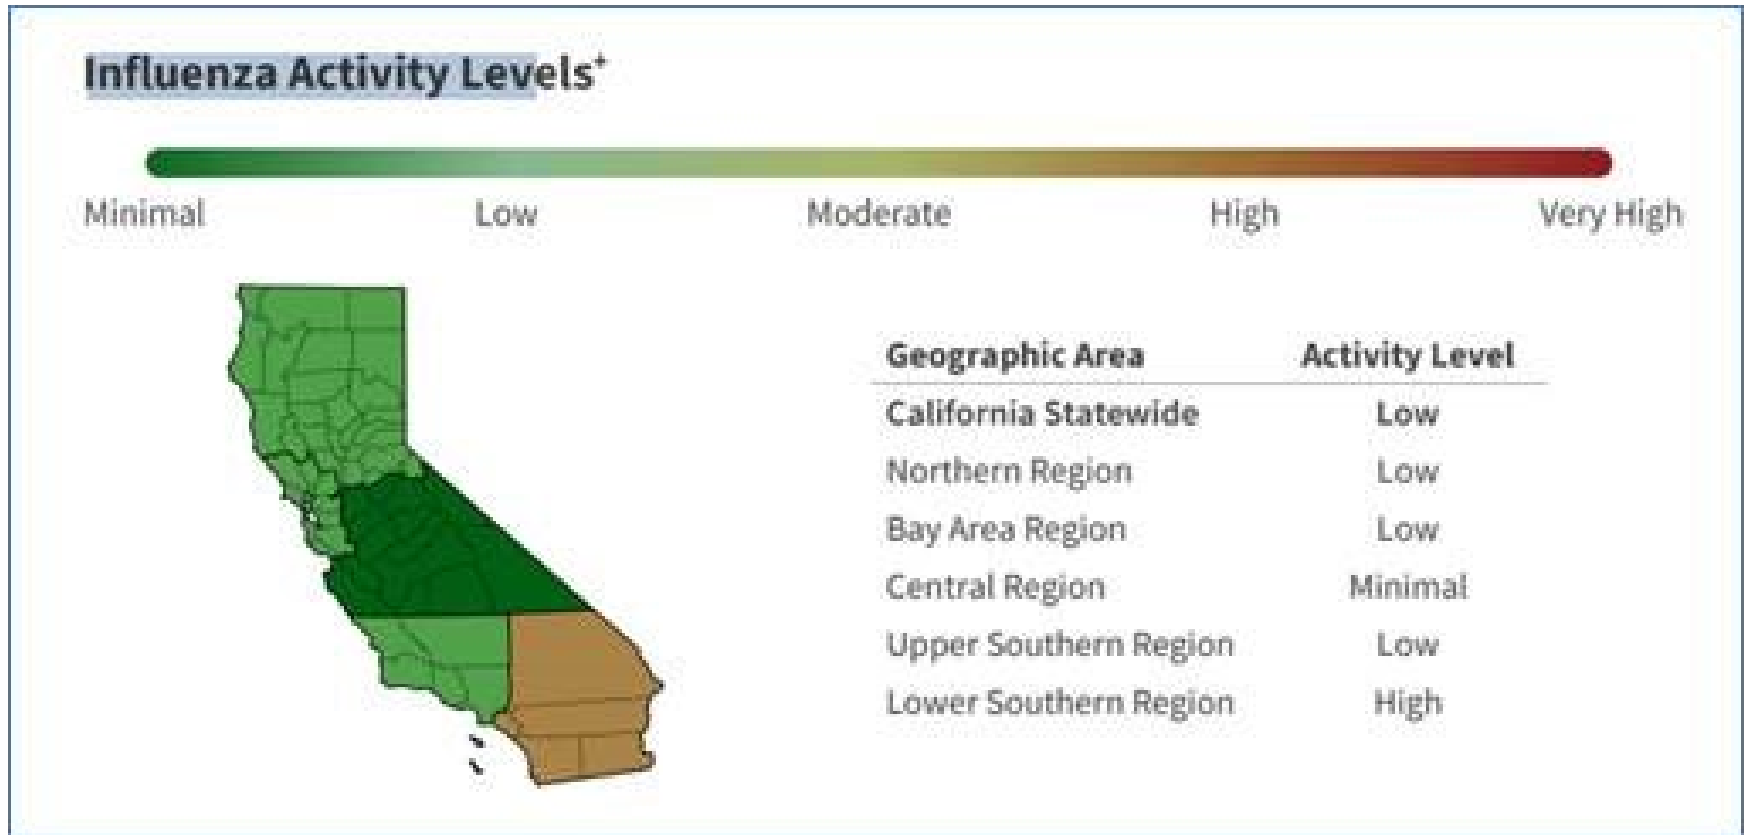 Influenza Activity Levels+
Minimal Low Moderate High Very High
Geographic Area Activity Level
California Statewide Low
Northern Region Low
Bay Area Region Low
Central Region Minimal
Upper Southern Region Low
Lower Southern Region High